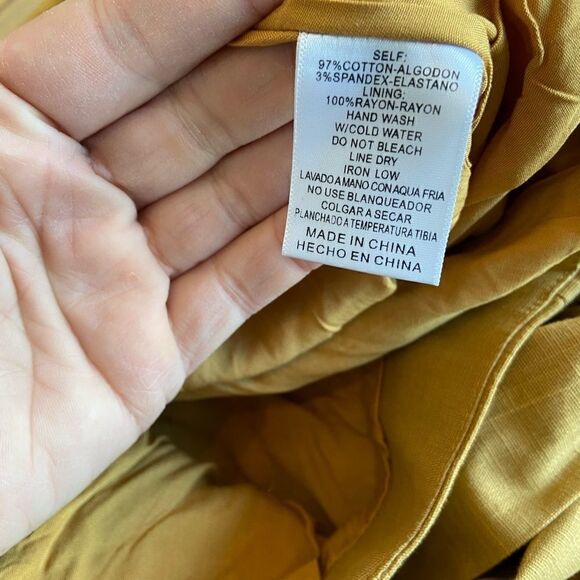 SELF:
97%COTTON-ALGODON
3%SPANDEX-ELASTANO
LINING:
100%RAYON-RAYON
HAND WASH
W/COLD WATER
DO NOT BLEACH
LINE DRY
IRON LOW
LAVADO A MANO CON AQUA FRIA
NO USE BLANQUEADOR
COLGAR A SECAR
PLANCHADO A TEMPERATURA TIBIA
MADE IN CHINA
HECHO EN CHINA